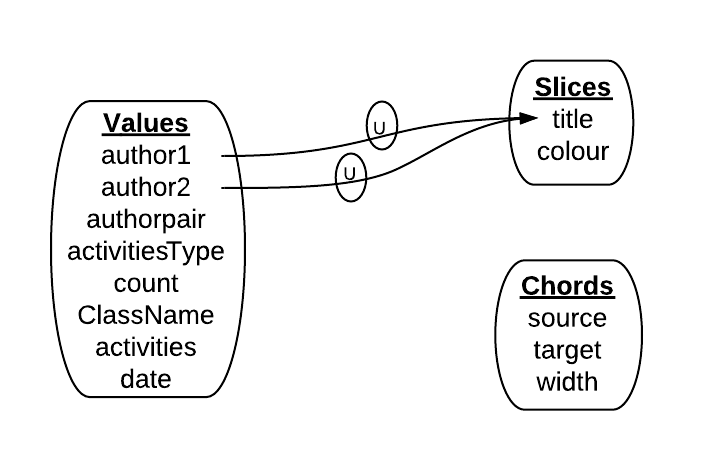 Values
author1
author2
authorpair
activitiesType
count
ClassName
activities
date
U
U
Slices
title
colour
Chords
source
target
width